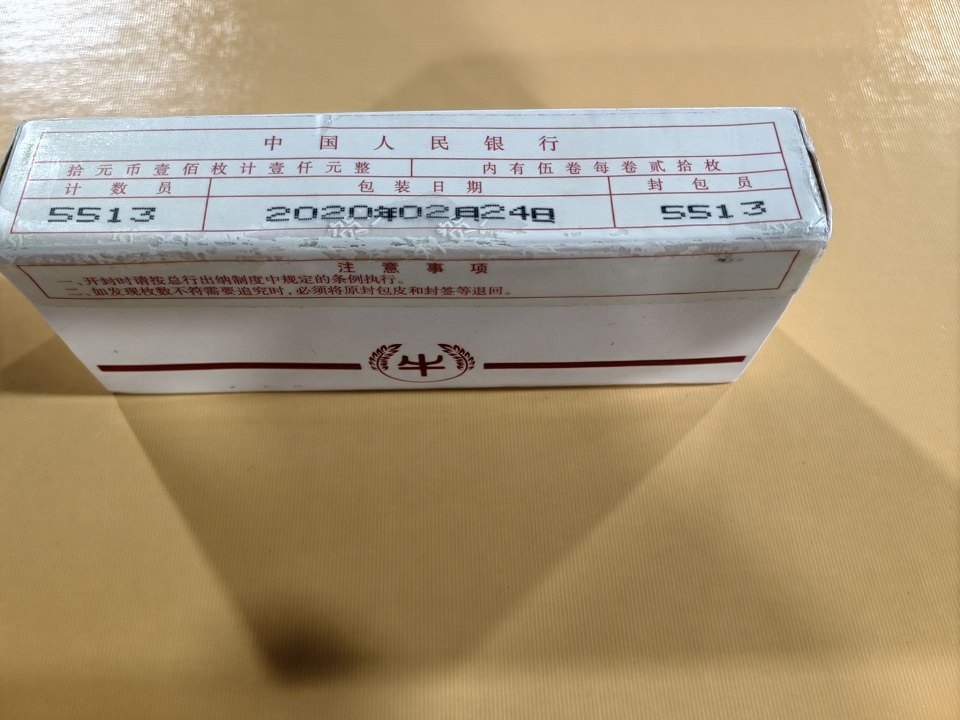 中国人民银行
拾元币壹佰枚计壹仟元整 内有伍卷每卷贰拾枚
计数员 包装日期 封包员
5513 2020年02月24日 5513
注意事项
一、开封时请按总行出纳制度中规定的条例执行。
二、如发现枚数不符需要追究时，必须将原封包皮和封签等退回。
牛